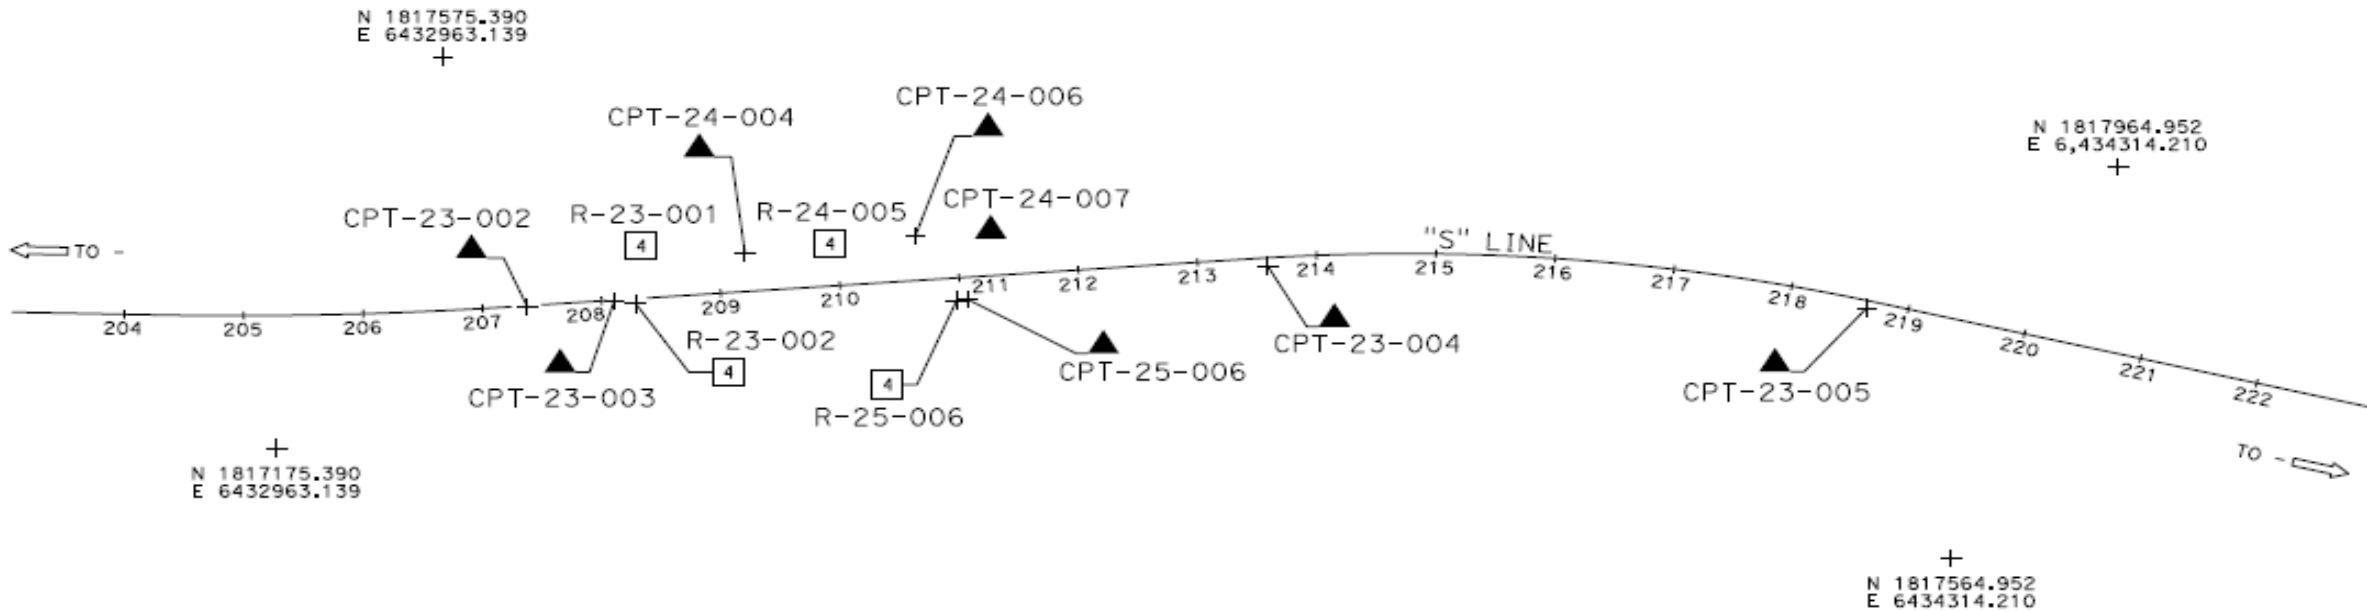 N 1817575.390
E 6432963.139
CPT-24-006
CPT-24-004
N 1817964.952
E 6,434314.210
CPT-24-007
R-23-001
R-24-005
CPT-23-002
4
4
TO -
"S" LINE
204
205
206
207
208
209
210
211
212
213
214
215
216
217
218
219
220
221
222
R-23-002
4
CPT-23-003
4
R-25-006
CPT-25-006
CPT-23-004
CPT-23-005
TO -
N 1817175.390
E 6432963.139
N 1817564.952
E 6434314.210